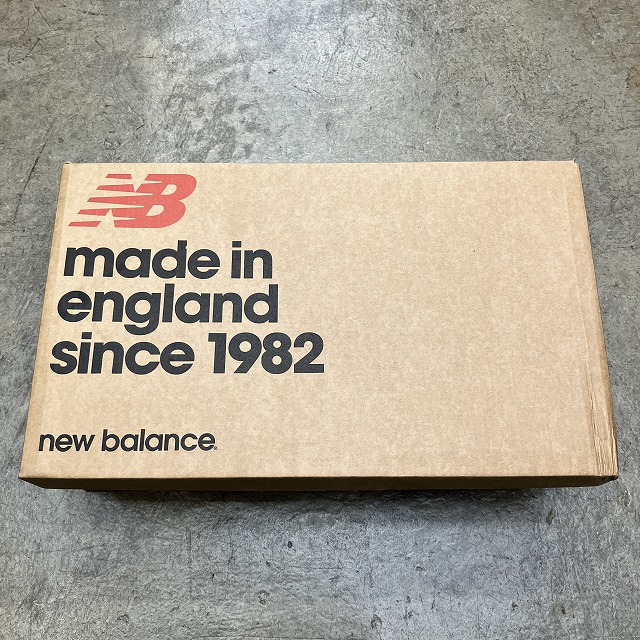 NB
made in
england
since 1982
new balance